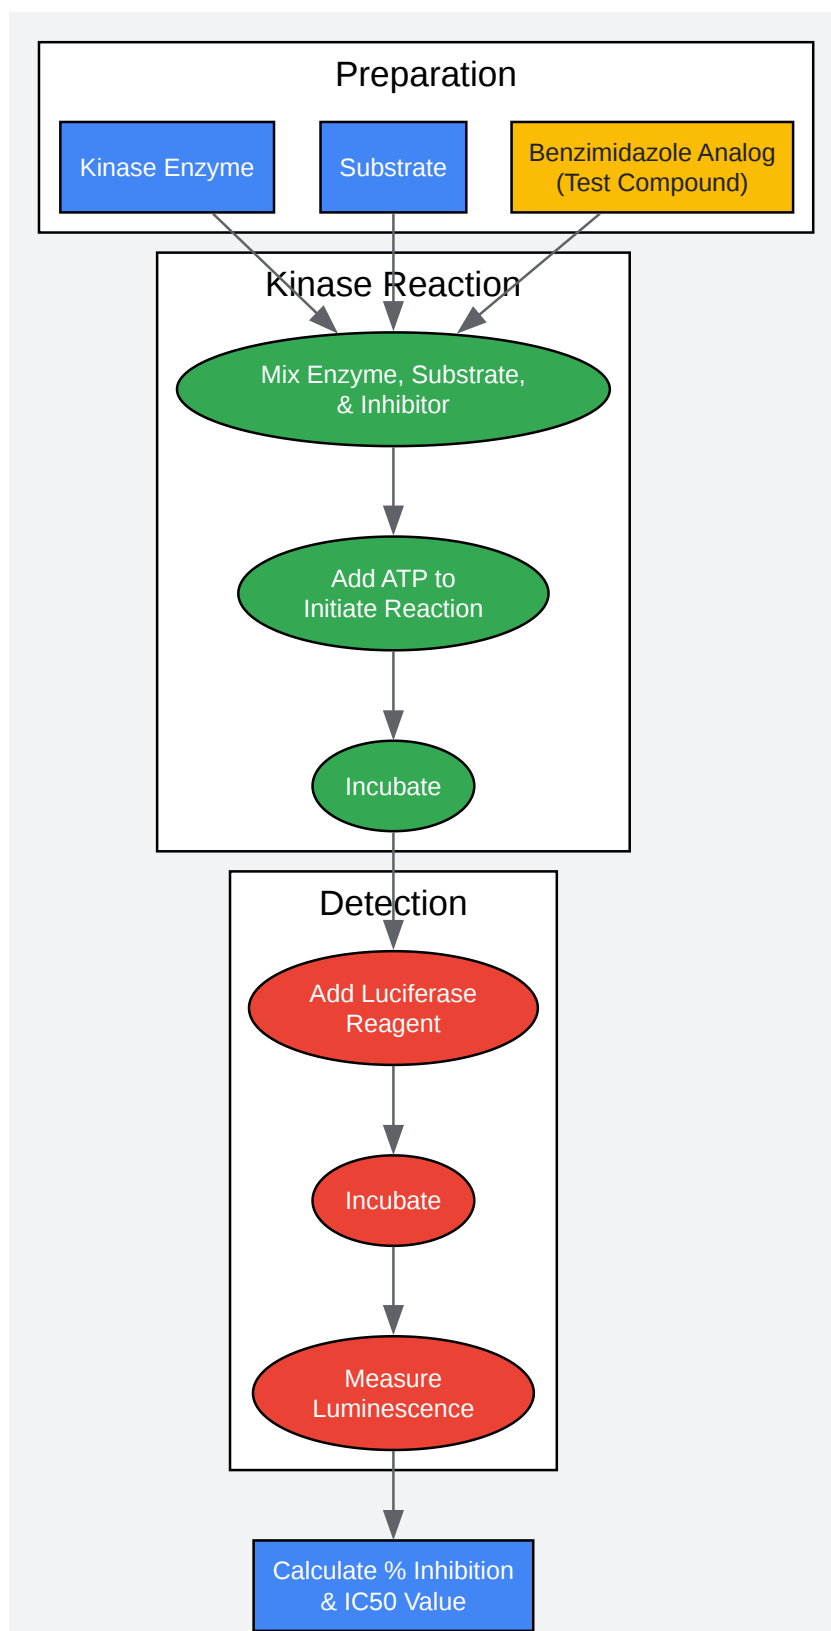 Preparation
Kinase Enzyme
Substrate
Benzimidazole Analog
(Test Compound)
Kinase Reaction
Mix Enzyme, Substrate,
& Inhibitor
Add ATP to
Initiate Reaction
Incubate
Detection
Add Luciferase
Reagent
Incubate
Measure
Luminescence
Calculate % Inhibition
& IC50 Value